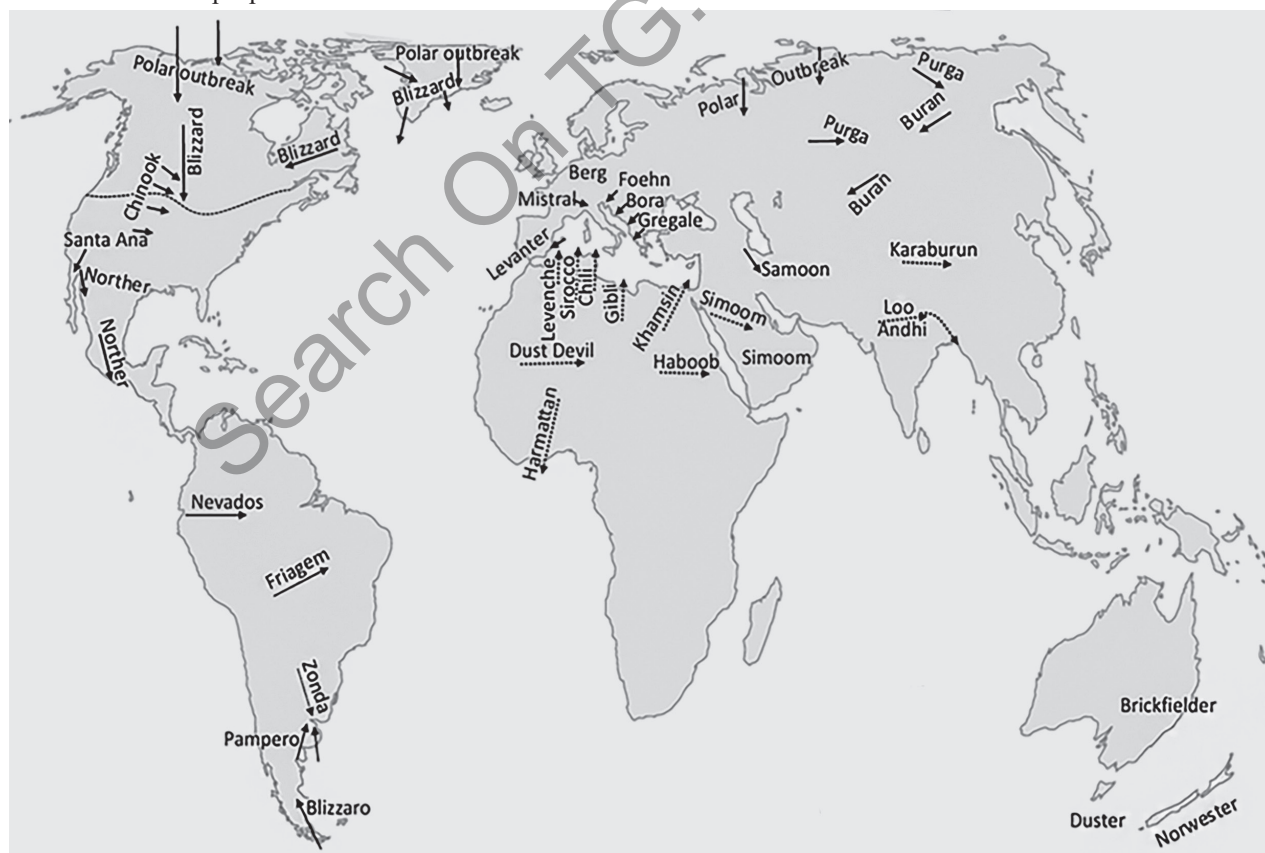 Search On TG:
Polar outbreak
Polar outbreak
Blizzard
Blizzard
Blizzard
Chinook
Santa Ana
Norther
Norther
Polar
Outbreak
Purga
Buran
Purga
Buran
Berg
Foehn
Mistral
Bora
Gregale
Levanter
Levenche
Sirocco
Chili
Gibli
Khamsin
Simoom
Samoon
Karaburun
Loo
Andhi
Dust Devil
Haboob
Simoom
Harmattan
Nevados
Friagem
Zonda
Pampero
Blizzaro
Brickfielder
Duster
Norwester